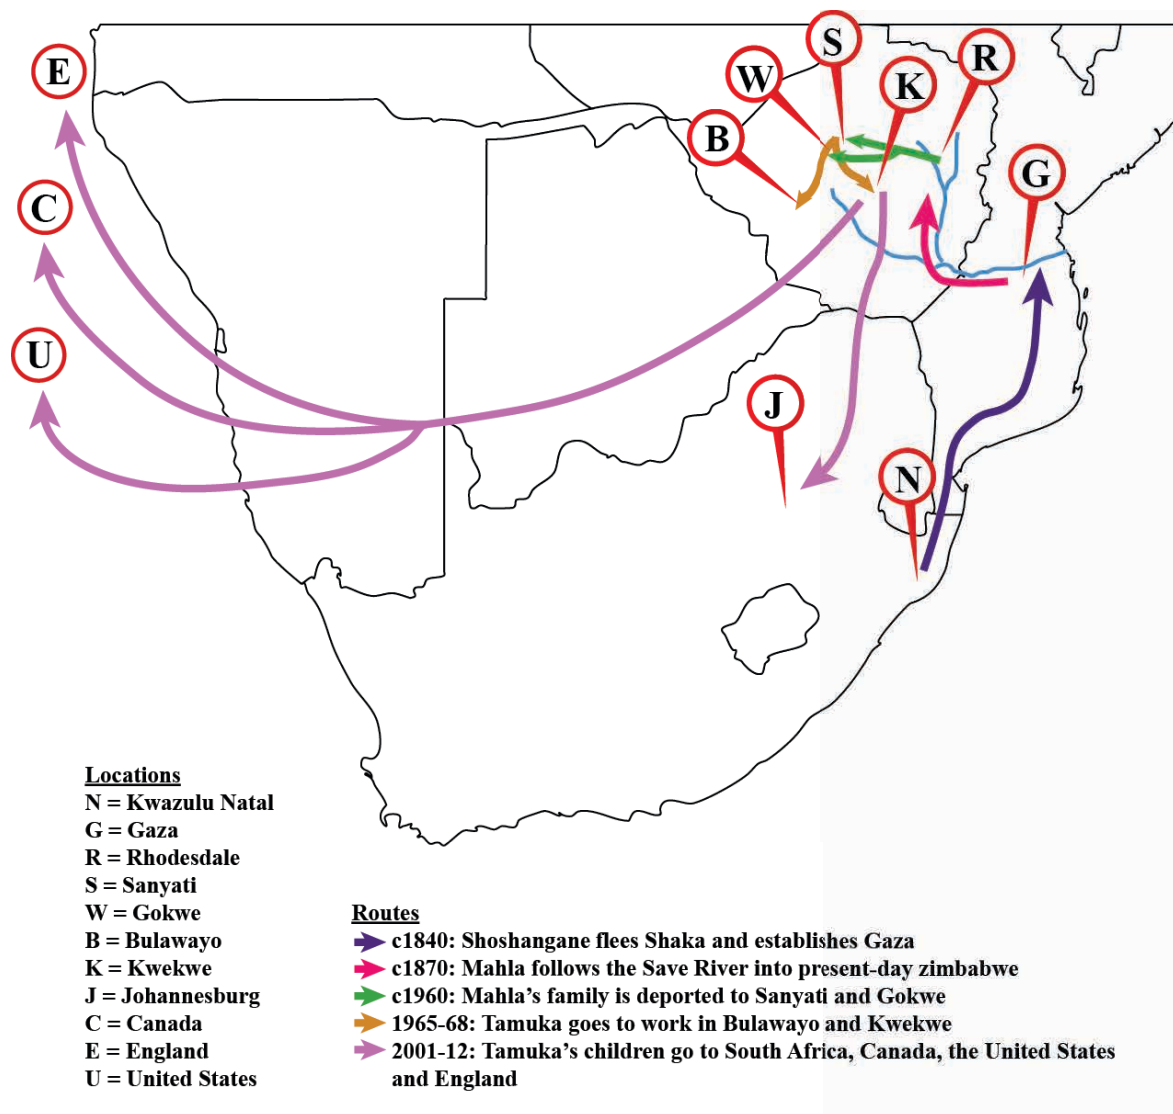 S
R
E
W
K
B
G
C
U
J
N
Locations
N = Kwazulu Natal
G = Gaza
R = Rhodesdale
S = Sanyati
W = Gokwe
B = Bulawayo
K = Kwekwe
J = Johannesburg
C = Canada
E = England
U = United States
Routes
c1840: Shoshangane flees Shaka and establishes Gaza
c1870: Mahla follows the Save River into present-day zimbabwe
c1960: Mahla's family is deported to Sanyati and Gokwe
1965-68: Tamuka goes to work in Bulawayo and Kwekwe
2001-12: Tamuka's children go to South Africa, Canada, the United States
and England